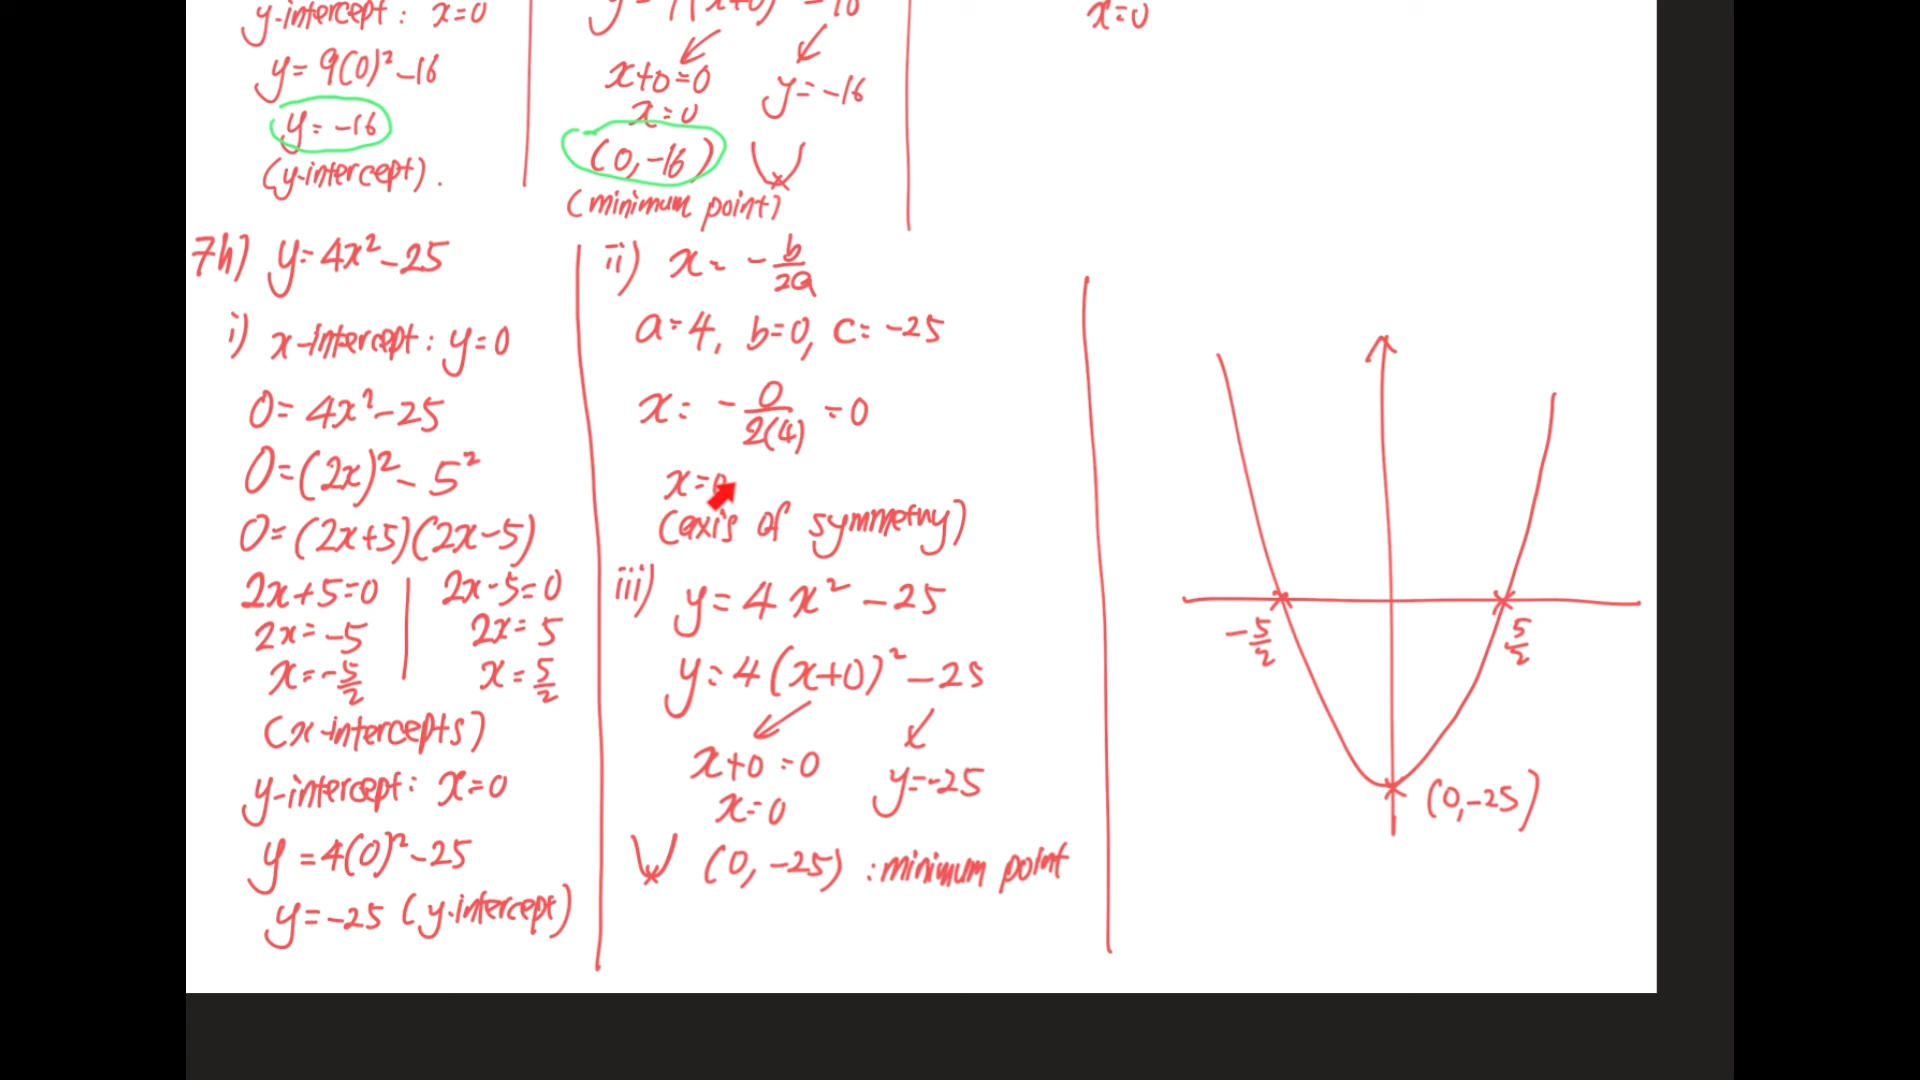 y-intercept: x=0
y=9(0)²-16
y=-16
(y-intercept).
x+0=0
x=0
y=-16
(0,-16)
(minimum point)
x=0
7h) y=4x²-25
i) x-intercept: y=0
0=4x²-25
0=(2x)²-5²
0=(2x+5)(2x-5)
2x+5=0
2x=-5
x=-5/2
2x-5=0
2x=5
x=5/2
(x-intercepts)
y-intercept: x=0
y=4(0)²-25
y=-25 (y-intercept)
ii) x=-b/2a
a=4, b=0, c=-25
x=-0/2(4)=0
x=0
(axis of symmetry)
iii) y=4x²-25
y=4(x+0)²-25
x+0=0
x=0
y=-25
(0,-25) :minimum point
-5/2
5/2
(0,-25)